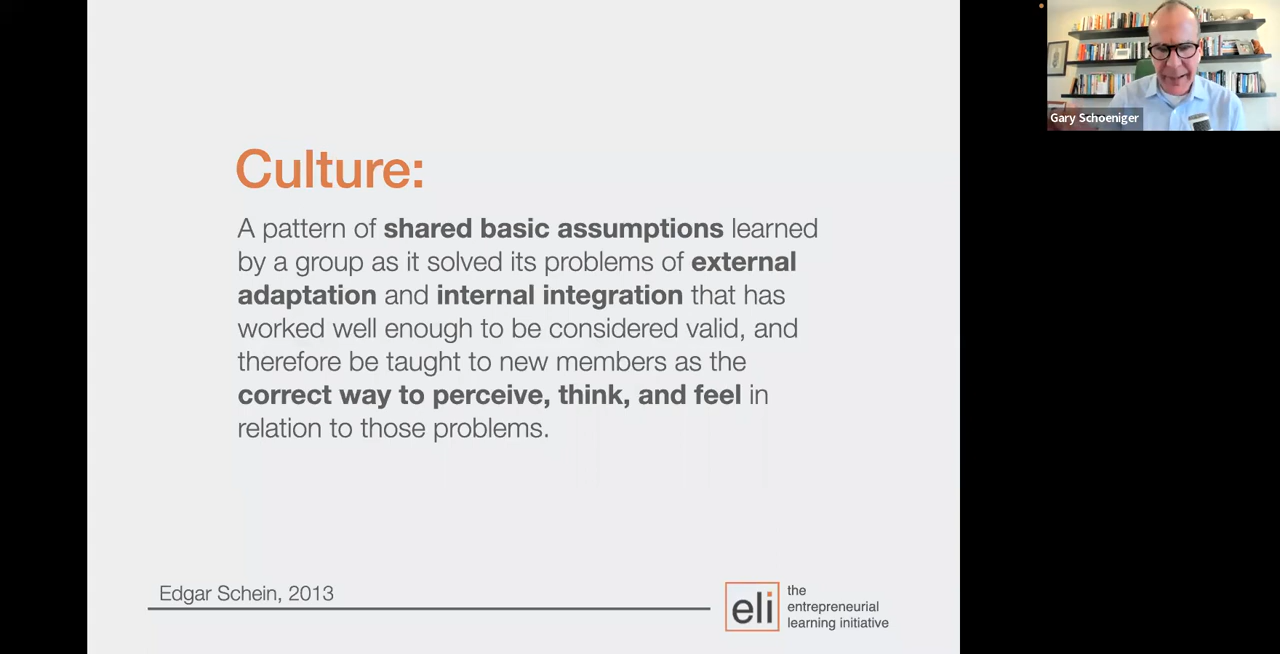 Gary Schoeniger
Culture:
A pattern of shared basic assumptions learned
by a group as it solved its problems of external
adaptation and internal integration that has
worked well enough to be considered valid, and
therefore be taught to new members as the
correct way to perceive, think, and feel in
relation to those problems.
Edgar Schein, 2013
eli
the
entrepreneurial
learning initiative